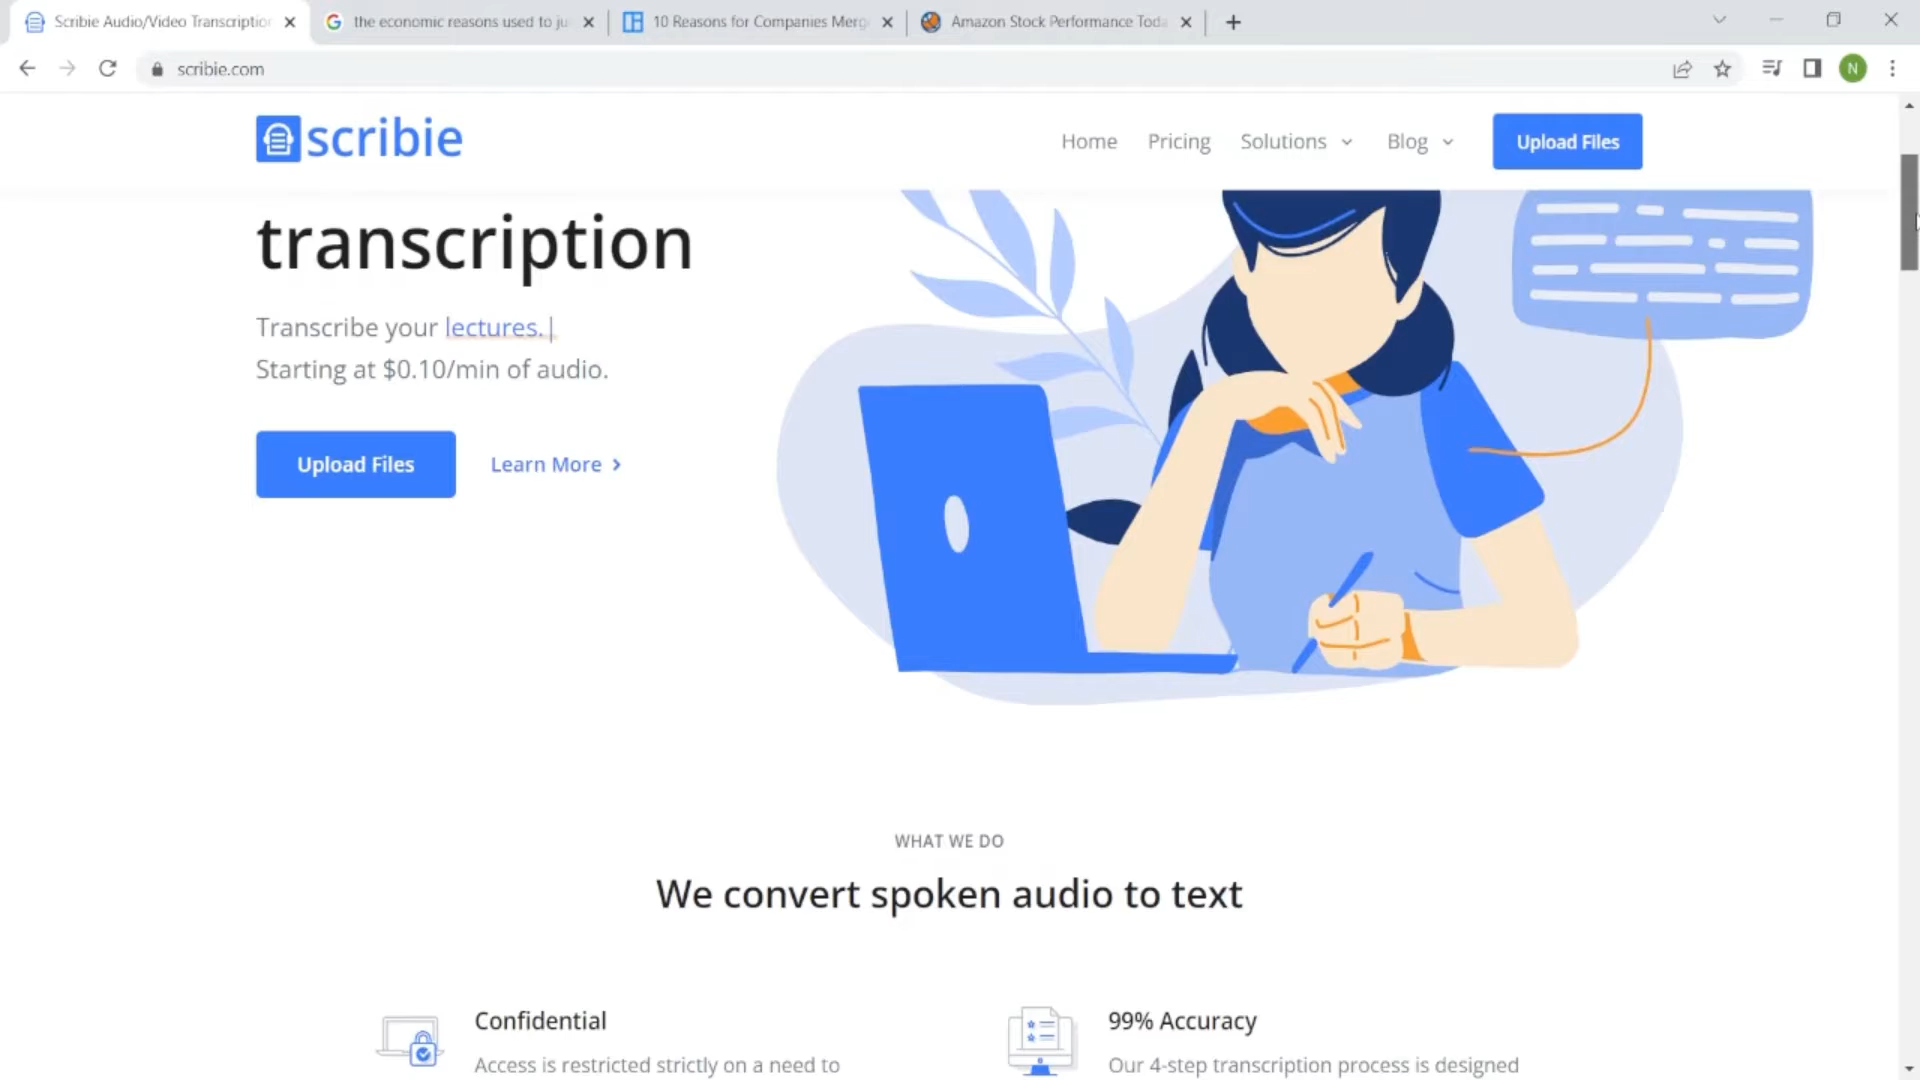 Scribie Audio/Video Transcription
the economic reasons used to ju
10 Reasons for Companies Merg
Amazon Stock Performance Toda
scribie.com
N
scribie
Home
Pricing
Solutions
Blog
Upload Files
transcription
Transcribe your lectures.|
Starting at $0.10/min of audio.
Upload Files
Learn More
WHAT WE DO
We convert spoken audio to text
Confidential
Access is restricted strictly on a need to
99% Accuracy
Our 4-step transcription process is designed